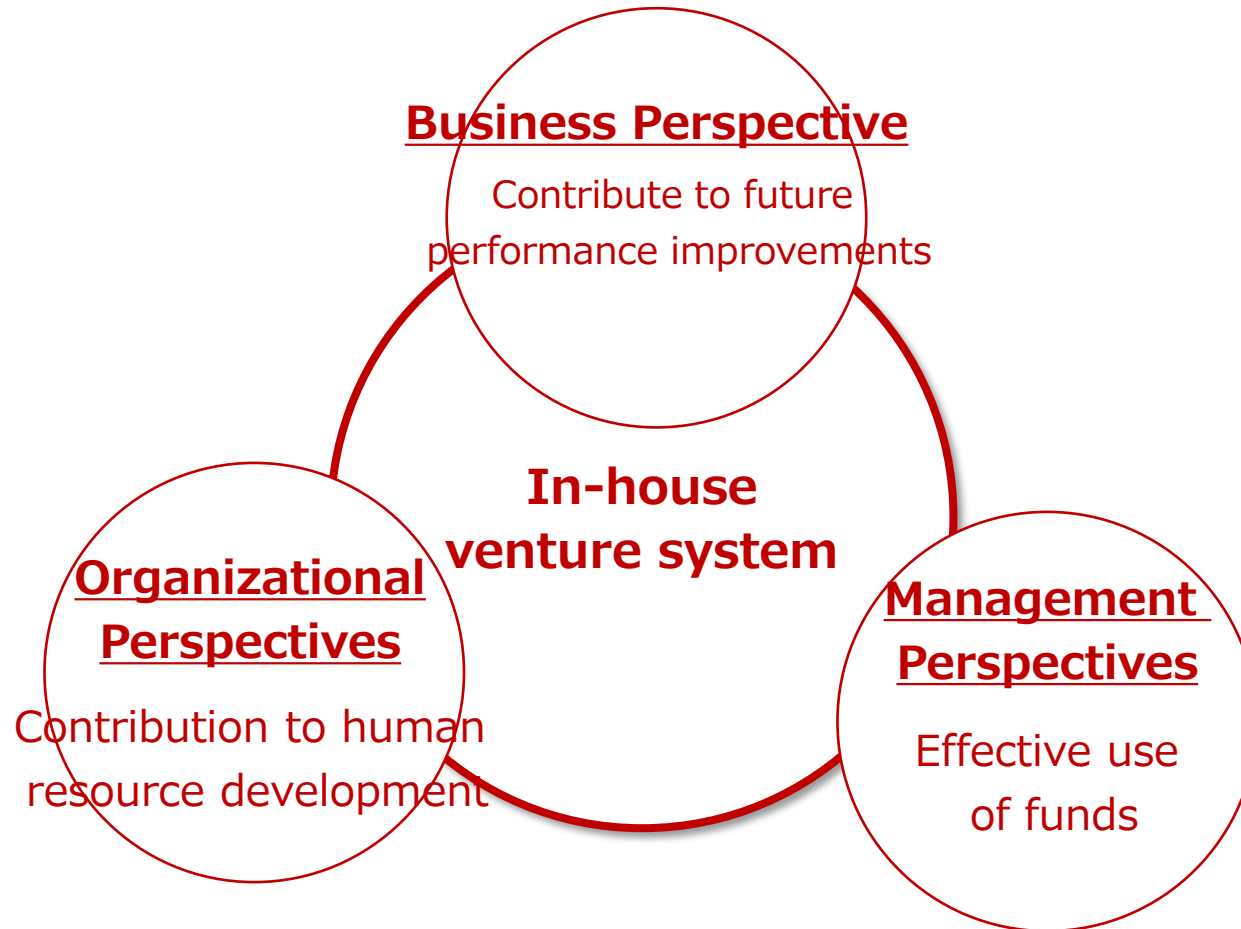 Business Perspective
Contribute to future
performance improvements
In-house
venture system
Organizational
Perspectives
Contribution to human
resource development
Management
Perspectives
Effective use
of funds